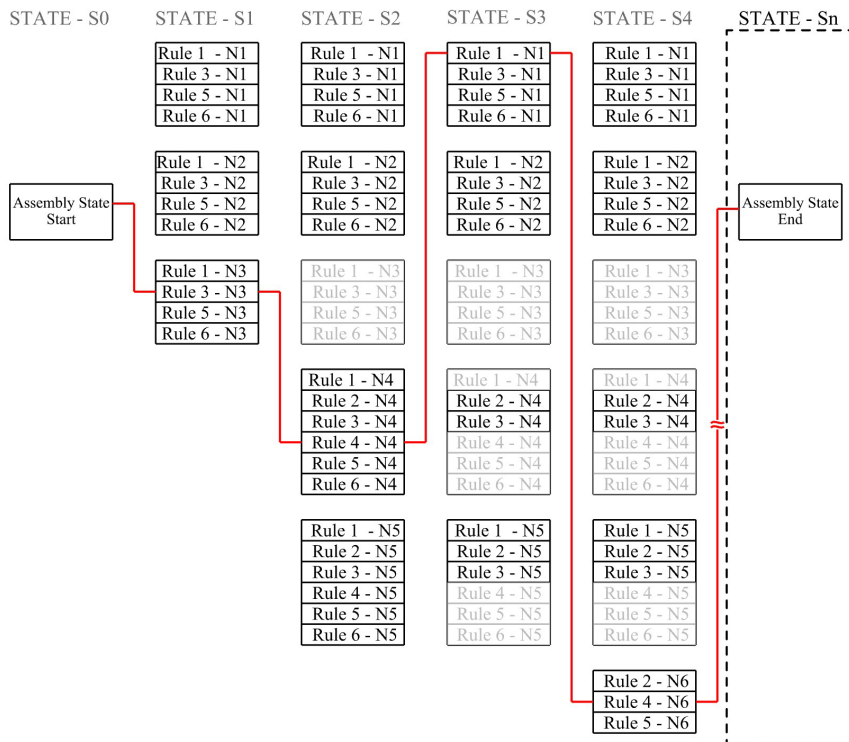 STATE - S0
STATE - S1
STATE - S2
STATE - S3
STATE - S4
STATE - Sn
Assembly State
Start
Rule 1 - N1
Rule 3 - N1
Rule 5 - N1
Rule 6 - N1
Rule 1 - N2
Rule 3 - N2
Rule 5 - N2
Rule 6 - N2
Rule 1 - N3
Rule 3 - N3
Rule 5 - N3
Rule 6 - N3
Rule 1 - N1
Rule 3 - N1
Rule 5 - N1
Rule 6 - N1
Rule 1 - N2
Rule 3 - N2
Rule 5 - N2
Rule 6 - N2
Rule 1 - N3
Rule 3 - N3
Rule 5 - N3
Rule 6 - N3
Rule 1 - N4
Rule 2 - N4
Rule 3 - N4
Rule 4 - N4
Rule 5 - N4
Rule 6 - N4
Rule 1 - N5
Rule 2 - N5
Rule 3 - N5
Rule 4 - N5
Rule 5 - N5
Rule 6 - N5
Rule 1 - N1
Rule 3 - N1
Rule 5 - N1
Rule 6 - N1
Rule 1 - N2
Rule 3 - N2
Rule 5 - N2
Rule 6 - N2
Rule 1 - N3
Rule 3 - N3
Rule 5 - N3
Rule 6 - N3
Rule 1 - N4
Rule 2 - N4
Rule 3 - N4
Rule 4 - N4
Rule 5 - N4
Rule 6 - N4
Rule 1 - N5
Rule 2 - N5
Rule 3 - N5
Rule 4 - N5
Rule 5 - N5
Rule 6 - N5
Rule 1 - N1
Rule 3 - N1
Rule 5 - N1
Rule 6 - N1
Rule 1 - N2
Rule 3 - N2
Rule 5 - N2
Rule 6 - N2
Rule 1 - N3
Rule 3 - N3
Rule 5 - N3
Rule 6 - N3
Rule 1 - N4
Rule 2 - N4
Rule 3 - N4
Rule 4 - N4
Rule 5 - N4
Rule 6 - N4
Rule 1 - N5
Rule 2 - N5
Rule 3 - N5
Rule 4 - N5
Rule 5 - N5
Rule 6 - N5
Rule 2 - N6
Rule 4 - N6
Rule 5 - N6
Assembly State
End